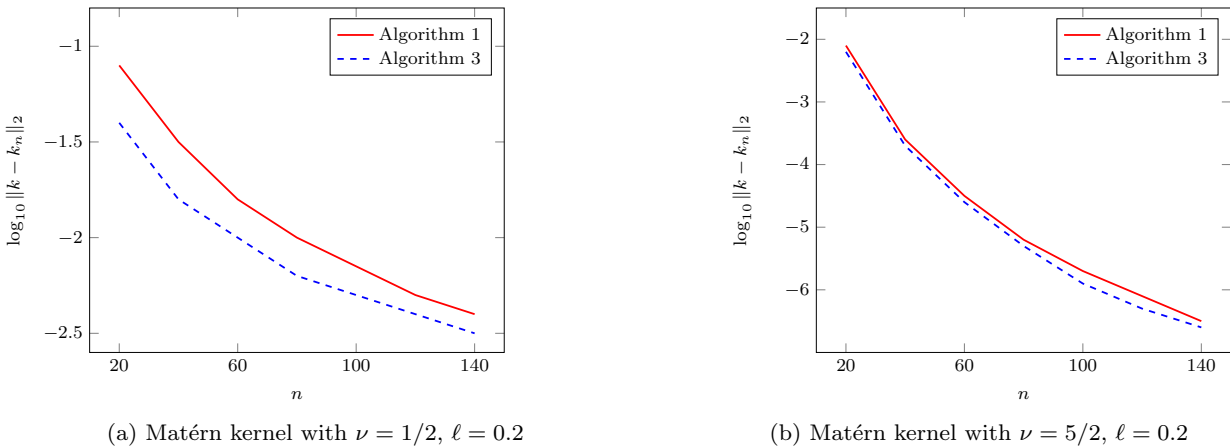 −1
−1.5
−2
−2.5
20
60
100
140
n
log₁₀ ∥k − kₙ∥₂
Algorithm 1
Algorithm 3
(a) Matérn kernel with ν = 1/2, ℓ = 0.2
−2
−3
−4
−5
−6
20
60
100
140
n
log₁₀ ∥k − kₙ∥₂
Algorithm 1
Algorithm 3
(b) Matérn kernel with ν = 5/2, ℓ = 0.2